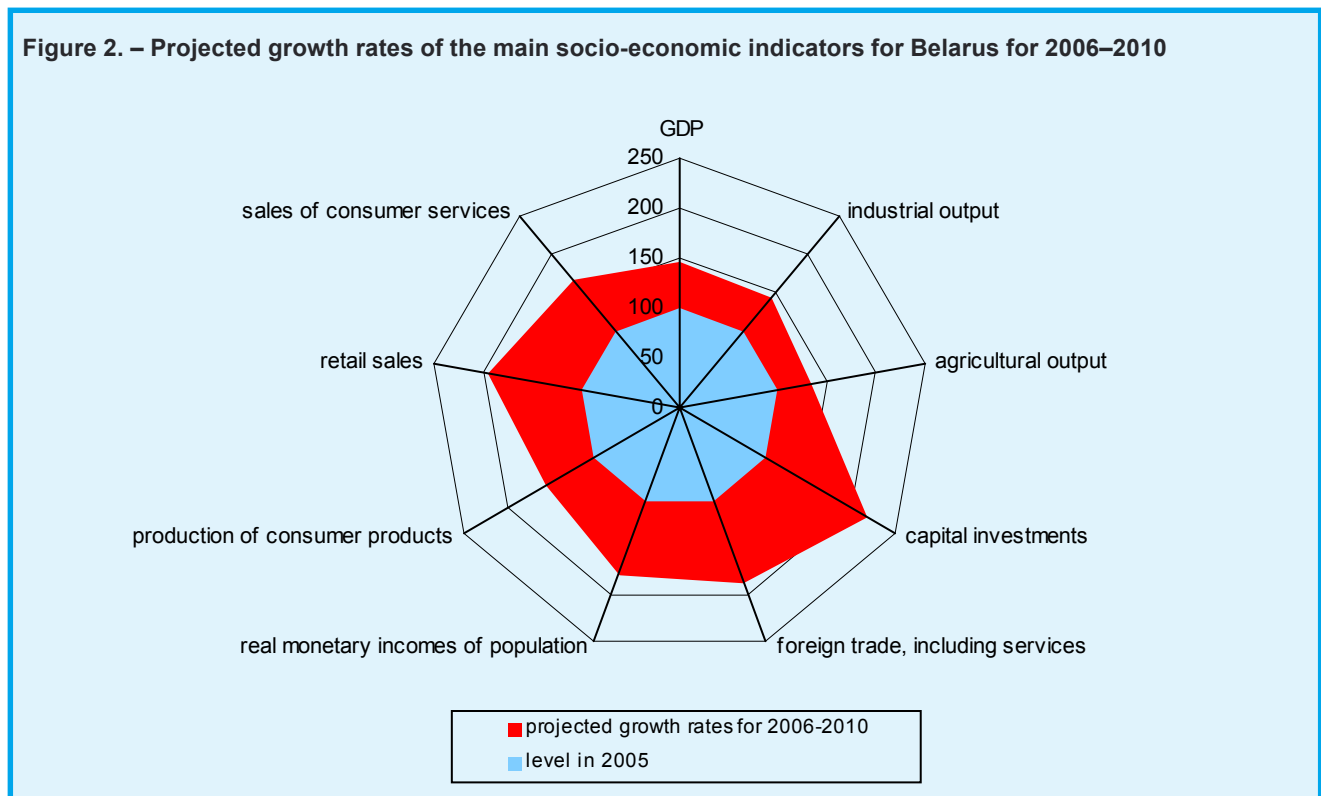 Figure 2. – Projected growth rates of the main socio-economic indicators for Belarus for 2006–2010
GDP
250
200
150
100
50
0
sales of consumer services
industrial output
retail sales
agricultural output
production of consumer products
capital investments
real monetary incomes of population
foreign trade, including services
projected growth rates for 2006-2010
level in 2005